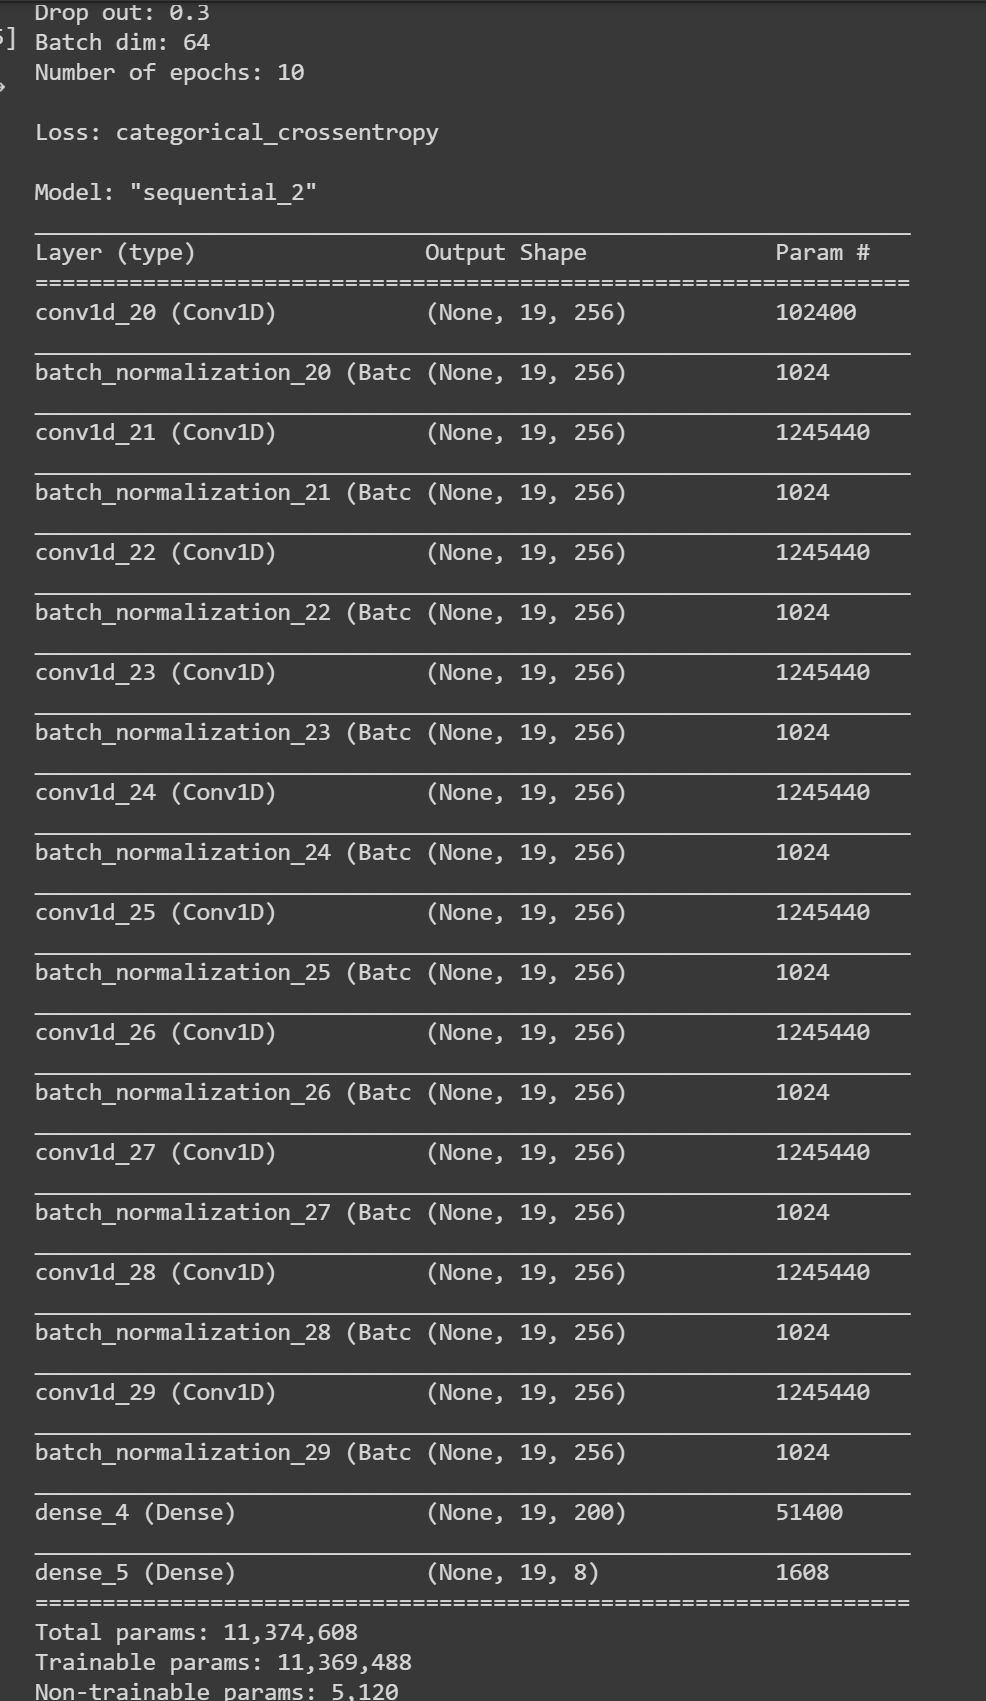 Drop out: 0.3
5] Batch dim: 64
Number of epochs: 10
Loss: categorical_crossentropy
Model: "sequential_2"
Layer (type) Output Shape Param #
=================================================================
conv1d_20 (Conv1D) (None, 19, 256) 102400
batch_normalization_20 (Batc (None, 19, 256) 1024
conv1d_21 (Conv1D) (None, 19, 256) 1245440
batch_normalization_21 (Batc (None, 19, 256) 1024
conv1d_22 (Conv1D) (None, 19, 256) 1245440
batch_normalization_22 (Batc (None, 19, 256) 1024
conv1d_23 (Conv1D) (None, 19, 256) 1245440
batch_normalization_23 (Batc (None, 19, 256) 1024
conv1d_24 (Conv1D) (None, 19, 256) 1245440
batch_normalization_24 (Batc (None, 19, 256) 1024
conv1d_25 (Conv1D) (None, 19, 256) 1245440
batch_normalization_25 (Batc (None, 19, 256) 1024
conv1d_26 (Conv1D) (None, 19, 256) 1245440
batch_normalization_26 (Batc (None, 19, 256) 1024
conv1d_27 (Conv1D) (None, 19, 256) 1245440
batch_normalization_27 (Batc (None, 19, 256) 1024
conv1d_28 (Conv1D) (None, 19, 256) 1245440
batch_normalization_28 (Batc (None, 19, 256) 1024
conv1d_29 (Conv1D) (None, 19, 256) 1245440
batch_normalization_29 (Batc (None, 19, 256) 1024
dense_4 (Dense) (None, 19, 200) 51400
dense_5 (Dense) (None, 19, 8) 1608
=================================================================
Total params: 11,374,608
Trainable params: 11,369,488
Non-trainable params: 5,120